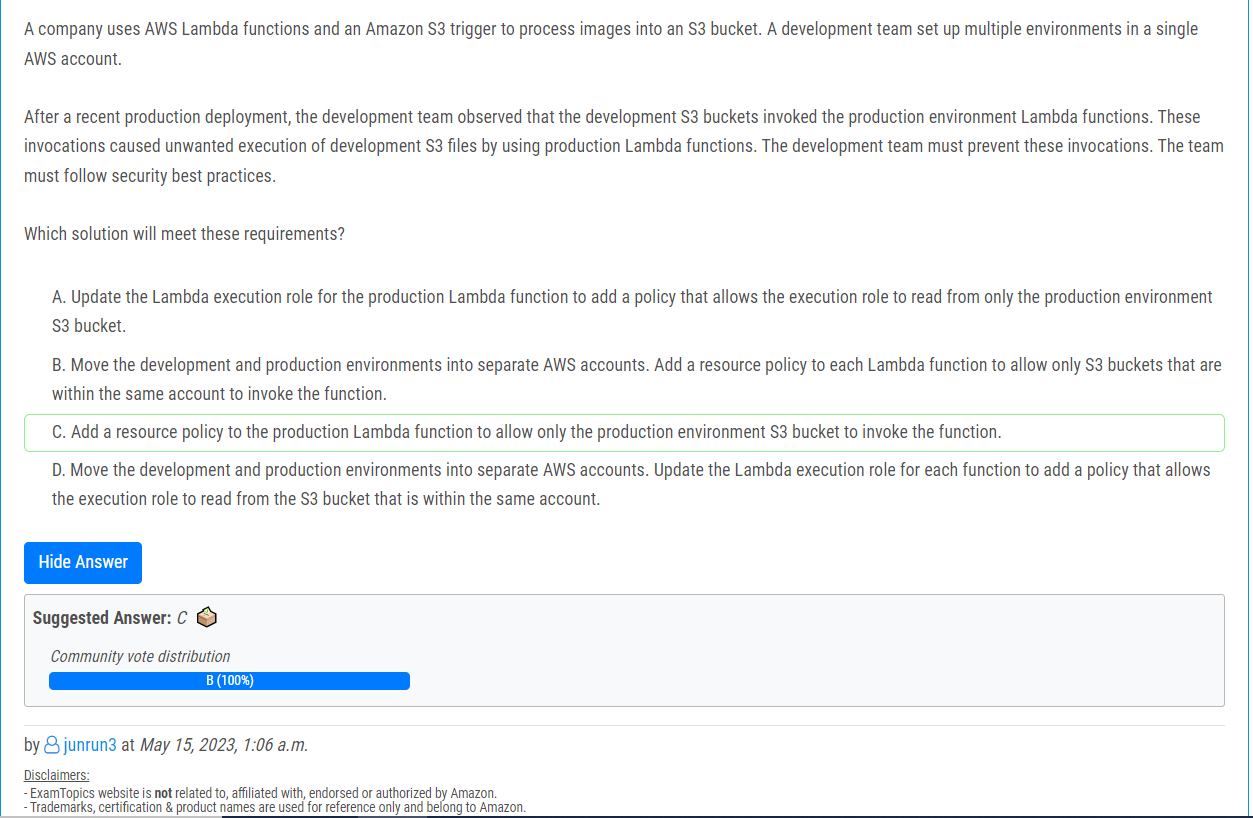 A company uses AWS Lambda functions and an Amazon S3 trigger to process images into an S3 bucket. A development team set up multiple environments in a single
AWS account.
After a recent production deployment, the development team observed that the development S3 buckets invoked the production environment Lambda functions. These
invocations caused unwanted execution of development S3 files by using production Lambda functions. The development team must prevent these invocations. The team
must follow security best practices.
Which solution will meet these requirements?
A. Update the Lambda execution role for the production Lambda function to add a policy that allows the execution role to read from only the production environment
S3 bucket.
B. Move the development and production environments into separate AWS accounts. Add a resource policy to each Lambda function to allow only S3 buckets that are
within the same account to invoke the function.
C. Add a resource policy to the production Lambda function to allow only the production environment S3 bucket to invoke the function.
D. Move the development and production environments into separate AWS accounts. Update the Lambda execution role for each function to add a policy that allows
the execution role to read from the S3 bucket that is within the same account.
Hide Answer
Suggested Answer: C
Community vote distribution
B (100%)
by junrun3 at May 15, 2023, 1:06 a.m.
Disclaimers:
- ExamTopics website is not related to, affiliated with, endorsed or authorized by Amazon.
- Trademarks, certification & product names are used for reference only and belong to Amazon.